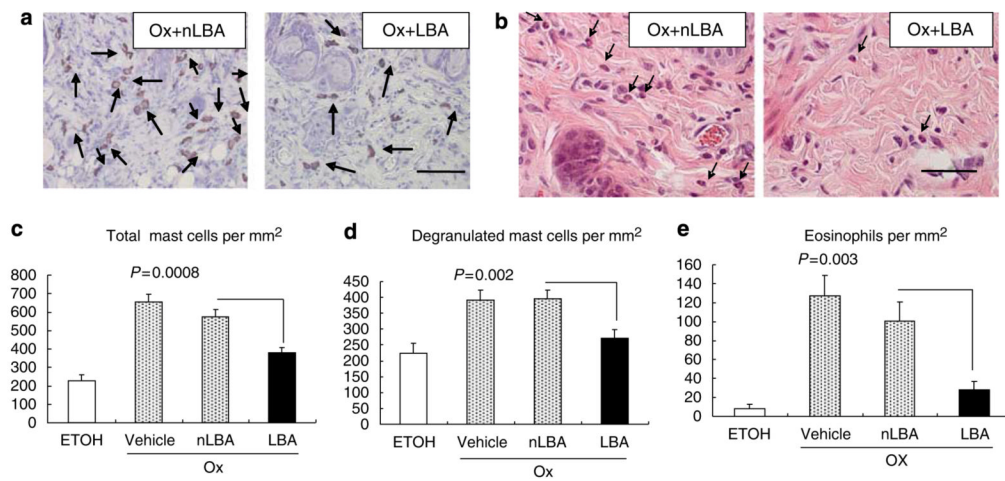 a
Ox+nLBA
Ox+LBA
b
Ox+nLBA
Ox+LBA
c
Total mast cells per mm2
P=0.0008
800
700
600
500
400
300
200
100
0
ETOH Vehicle nLBA LBA
Ox
d
Degranulated mast cells per mm2
P=0.002
450
400
350
300
250
200
150
100
50
0
ETOH Vehicle nLBA LBA
Ox
e
Eosinophils per mm2
P=0.003
160
140
120
100
80
60
40
20
0
ETOH Vehicle nLBA LBA
OX